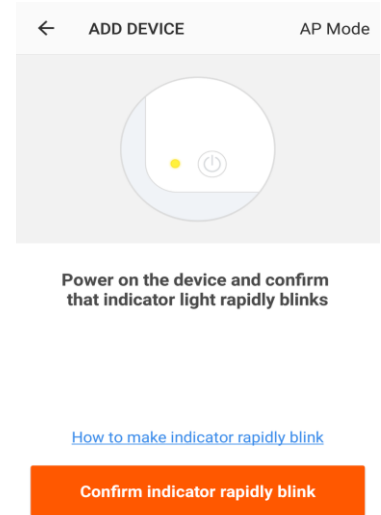 ADD DEVICE AP Mode
Power on the device and confirm
that indicator light rapidly blinks
How to make indicator rapidly blink
Confirm indicator rapidly blink